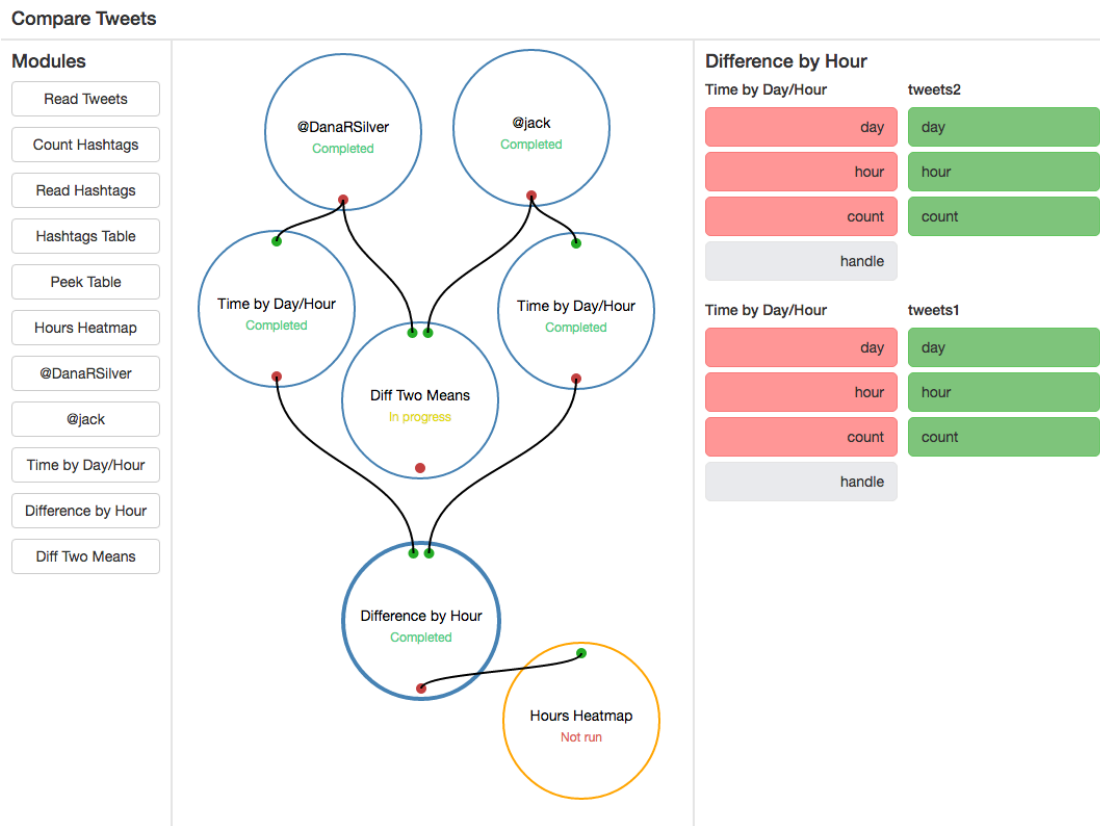 Compare Tweets
Modules
Read Tweets
Count Hashtags
Read Hashtags
Hashtags Table
Peek Table
Hours Heatmap
@DanaRSilver
@jack
Time by Day/Hour
Difference by Hour
Diff Two Means
@DanaRSilver
Completed
@jack
Completed
Time by Day/Hour
Completed
Time by Day/Hour
Completed
Diff Two Means
In progress
Difference by Hour
Completed
Hours Heatmap
Not run
Difference by Hour
Time by Day/Hour tweets2
day day
hour hour
count count
handle
Time by Day/Hour tweets1
day day
hour hour
count count
handle